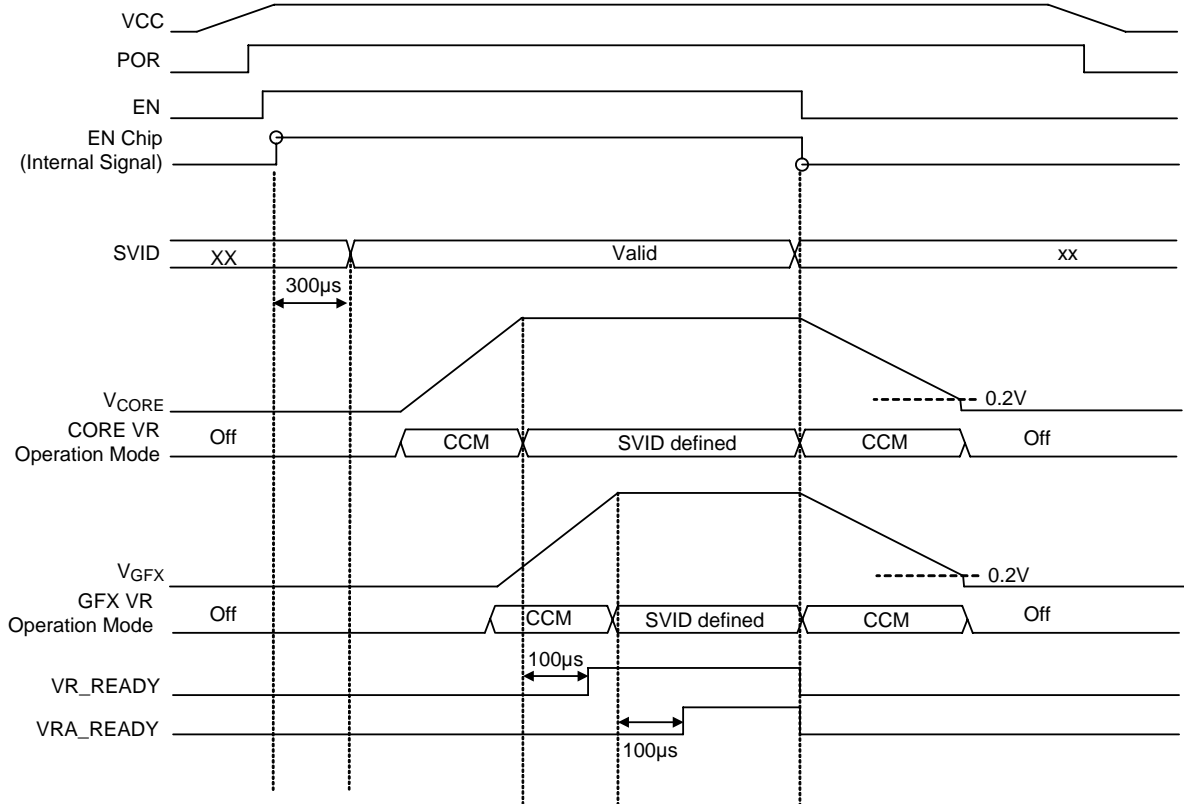 VCC
POR
EN
EN Chip
(Internal Signal)
SVID XX Valid xx
300µs
VCORE 0.2V
CORE VR
Operation Mode Off CCM SVID defined CCM Off
VGFX 0.2V
GFX VR
Operation Mode Off CCM SVID defined CCM Off
100µs
VR_READY
VRA_READY
100µs